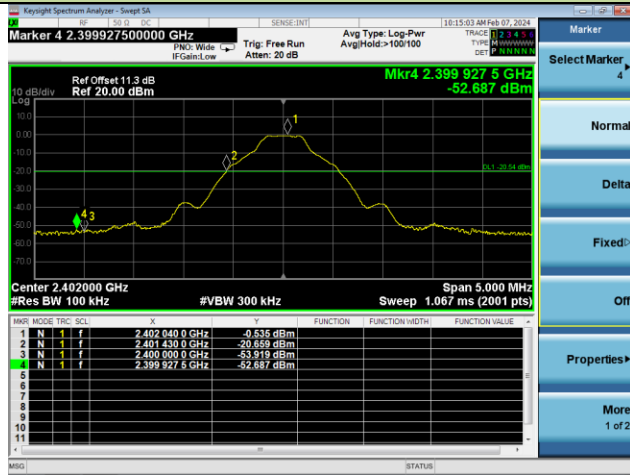 Keysight Spectrum Analyzer - Swept SA
RF 50 Ω DC SENSE:INT 10:15:03 AM Feb 07, 2024
Marker 4 2.399927500000 GHz
PNO: Wide
IFGain:Low
Trig: Free Run
Atten: 20 dB
Avg Type: Log-Pwr
Avg|Hold:>100/100
TRACE 1 2 3 4 5 6
TYPE M W W W W W
DET P N N N N N
Ref Offset 11.3 dB
10 dB/div Ref 20.00 dBm
Mkr4 2.399 927 5 GHz
-52.687 dBm
Log
10.0
0.00
-10.0
-20.0
-30.0
-40.0
-50.0
-60.0
-70.0
1
2
4 3
DL1 -20.54 dBm
Center 2.402000 GHz Span 5.000 MHz
#Res BW 100 kHz #VBW 300 kHz Sweep 1.067 ms (2001 pts)
MKR MODE TRC SCL X Y FUNCTION FUNCTION WIDTH FUNCTION VALUE
1 N 1 f 2.402 040 0 GHz -0.535 dBm
2 N 1 f 2.401 430 0 GHz -20.659 dBm
3 N 1 f 2.400 000 0 GHz -53.919 dBm
4 N 1 f 2.399 927 5 GHz -52.687 dBm
5
6
7
8
9
10
11
MSG STATUS
Marker
Select Marker
4
Normal
Delta
Fixed
Off
Properties
More
1 of 2